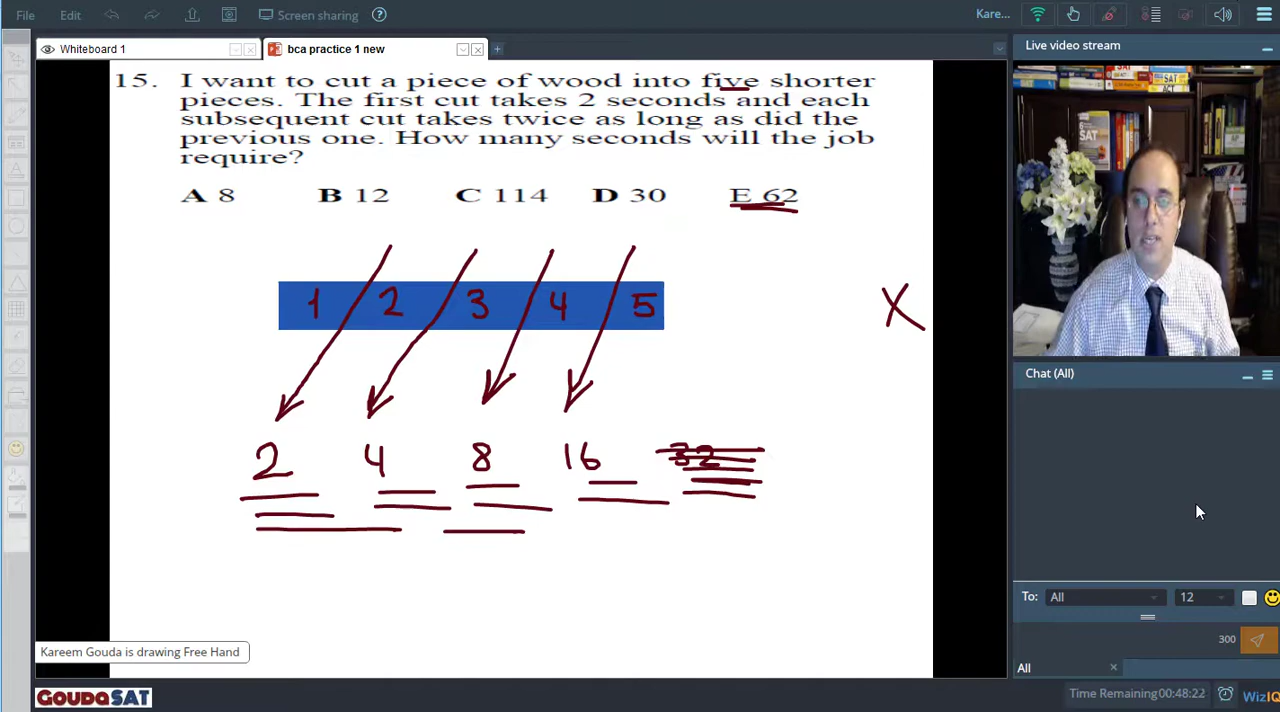 File Edit Screen sharing ? Kare...
Whiteboard 1 bca practice 1 new + Live video stream
15. I want to cut a piece of wood into five shorter
pieces. The first cut takes 2 seconds and each
subsequent cut takes twice as long as did the
previous one. How many seconds will the job
require?
A 8 B 12 C 114 D 30 E 62
SAT
SAT
ACT
1 2 3 4 5
X
Chat (All)
2 4 8 16 32
To: All 12
300
Kareem Gouda is drawing Free Hand
All
GOUDASAT
Time Remaining00:48:22 WizIQ